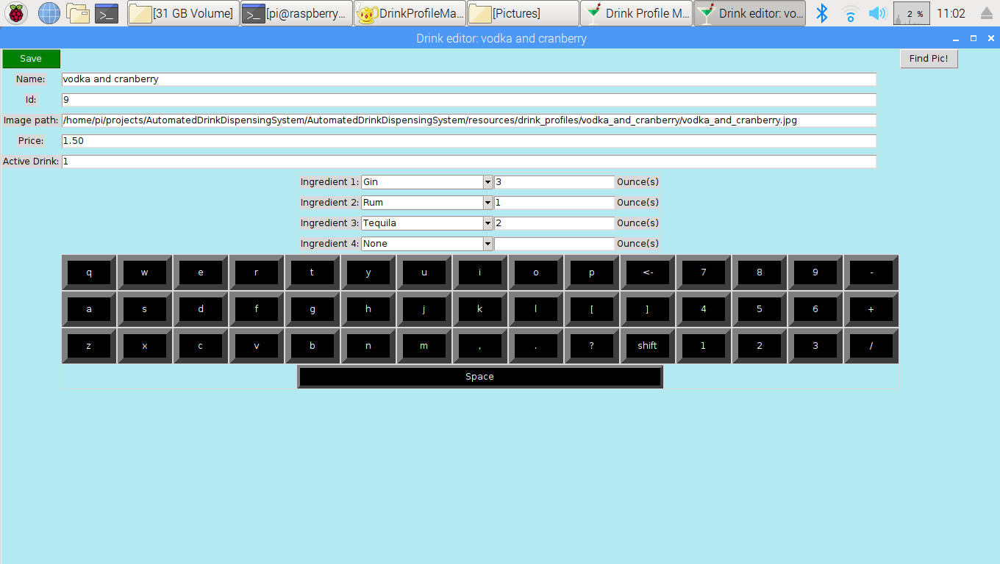 [31 GB Volume] [pi@raspberry... DrinkProfileMa... [Pictures] Drink Profile M... Drink editor: vo... 2 % 11:02
Drink editor: vodka and cranberry
Save Find Pic!
Name: vodka and cranberry
Id: 9
Image path: /home/pi/projects/AutomatedDrinkDispensingSystem/AutomatedDrinkDispensingSystem/resources/drink_profiles/vodka_and_cranberry/vodka_and_cranberry.jpg
Price: 1.50
Active Drink: 1
Ingredient 1: Gin 3 Ounce(s)
Ingredient 2: Rum 1 Ounce(s)
Ingredient 3: Tequila 2 Ounce(s)
Ingredient 4: None Ounce(s)
q w e r t y u i o p <- 7 8 9 -
a s d f g h j k l [ ] 4 5 6 +
z x c v b n m , . ? shift 1 2 3 /
Space